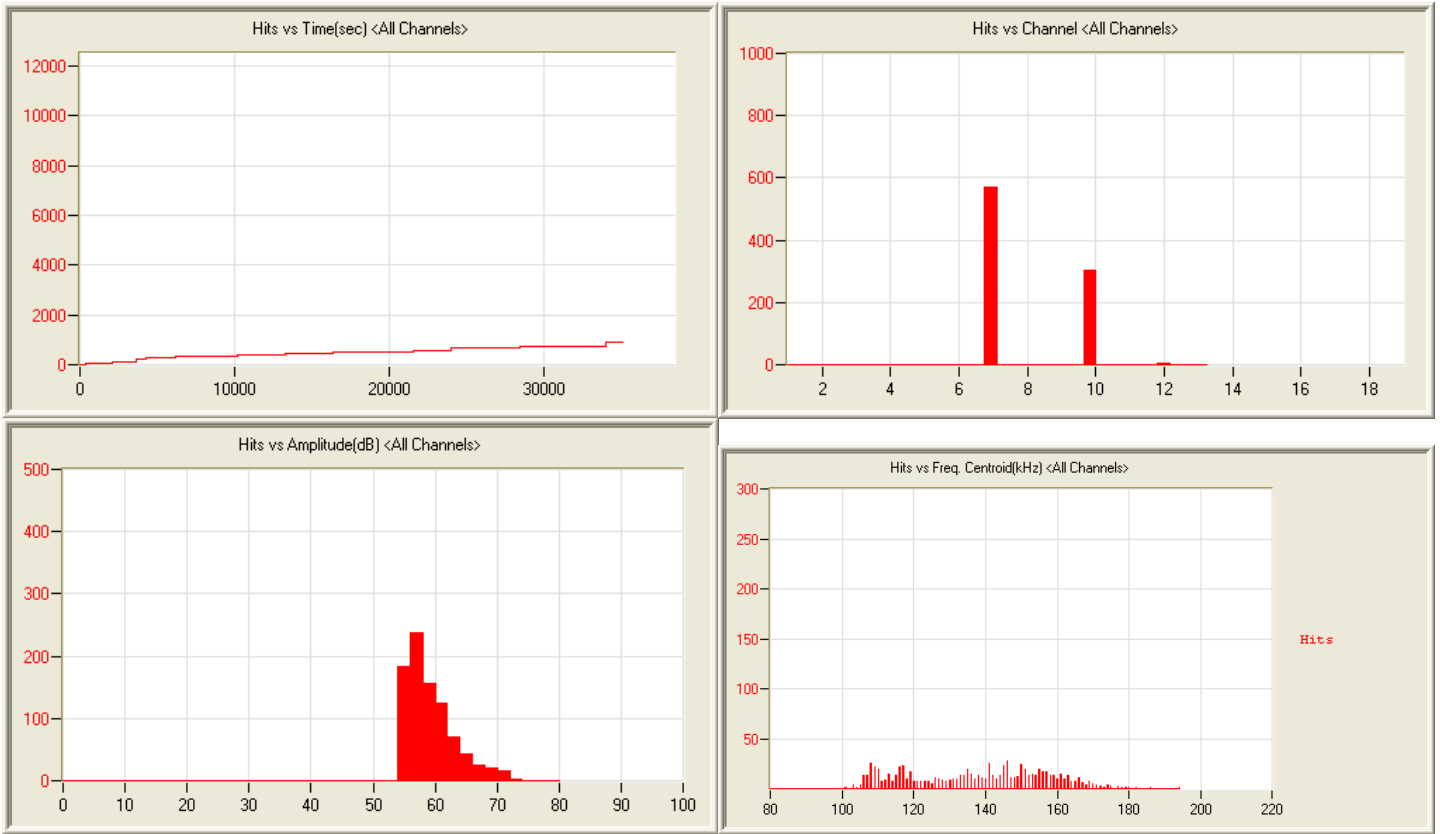 Hits vs Time(sec) <All Channels>
12000
10000
8000
6000
4000
2000
0
0 10000 20000 30000
Hits vs Channel <All Channels>
1000
800
600
400
200
0
2 4 6 8 10 12 14 16 18
Hits vs Amplitude(dB) <All Channels>
500
400
300
200
100
0
0 10 20 30 40 50 60 70 80 90 100
Hits vs Freq. Centroid(kHz) <All Channels>
300
250
200
150
100
50
80 100 120 140 160 180 200 220
Hits